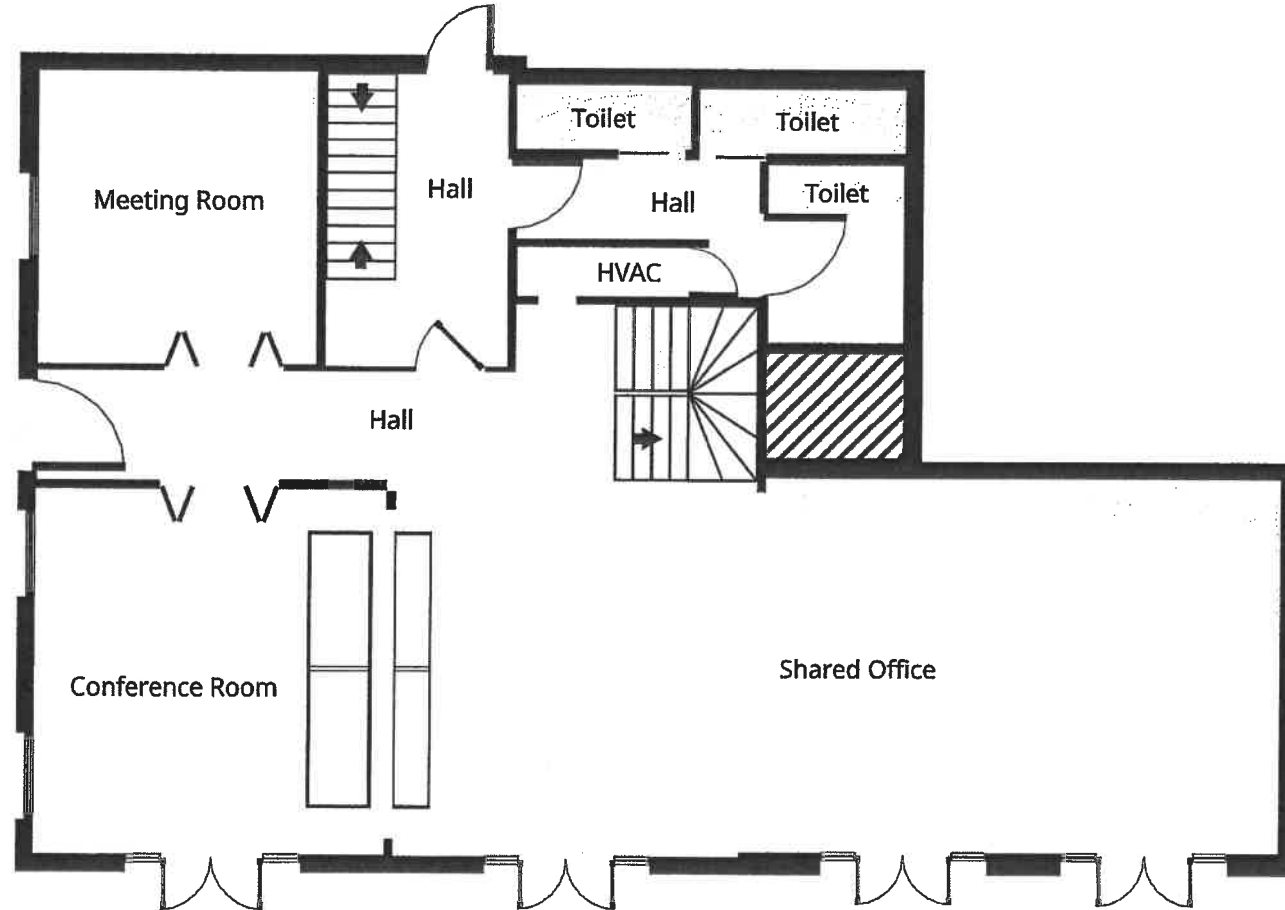 Toilet
Toilet
Meeting Room
Hall
Hall
Toilet
HVAC
Hall
Conference Room
Shared Office